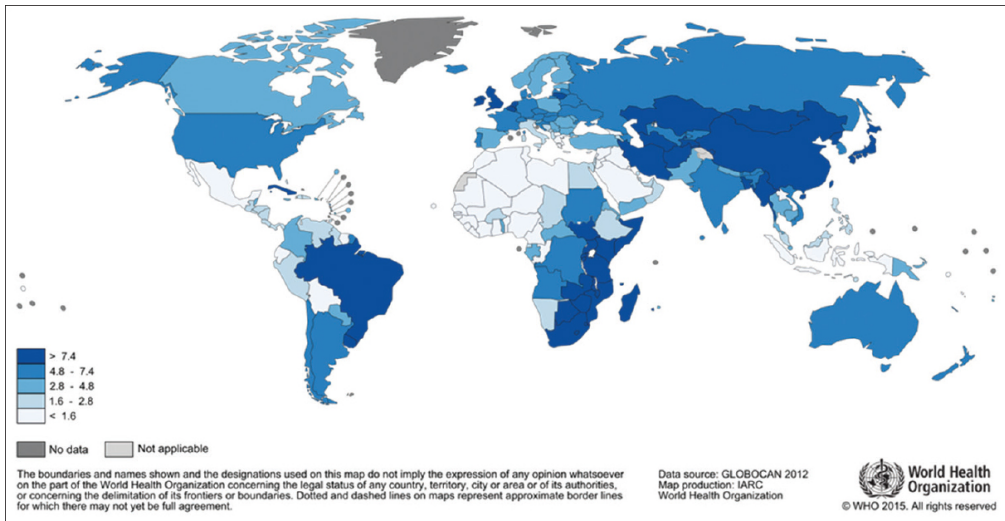 > 7.4
4.8 - 7.4
2.8 - 4.8
1.6 - 2.8
< 1.6
No data
Not applicable
The boundaries and names shown and the designations used on this map do not imply the expression of any opinion whatsoever
on the part of the World Health Organization concerning the legal status of any country, territory, city or area or of its authorities,
or concerning the delimitation of its frontiers or boundaries. Dotted and dashed lines on maps represent approximate border lines
for which there may not yet be full agreement.
Data source: GLOBOCAN 2012
Map production: IARC
World Health Organization
World Health
Organization
© WHO 2015. All rights reserved